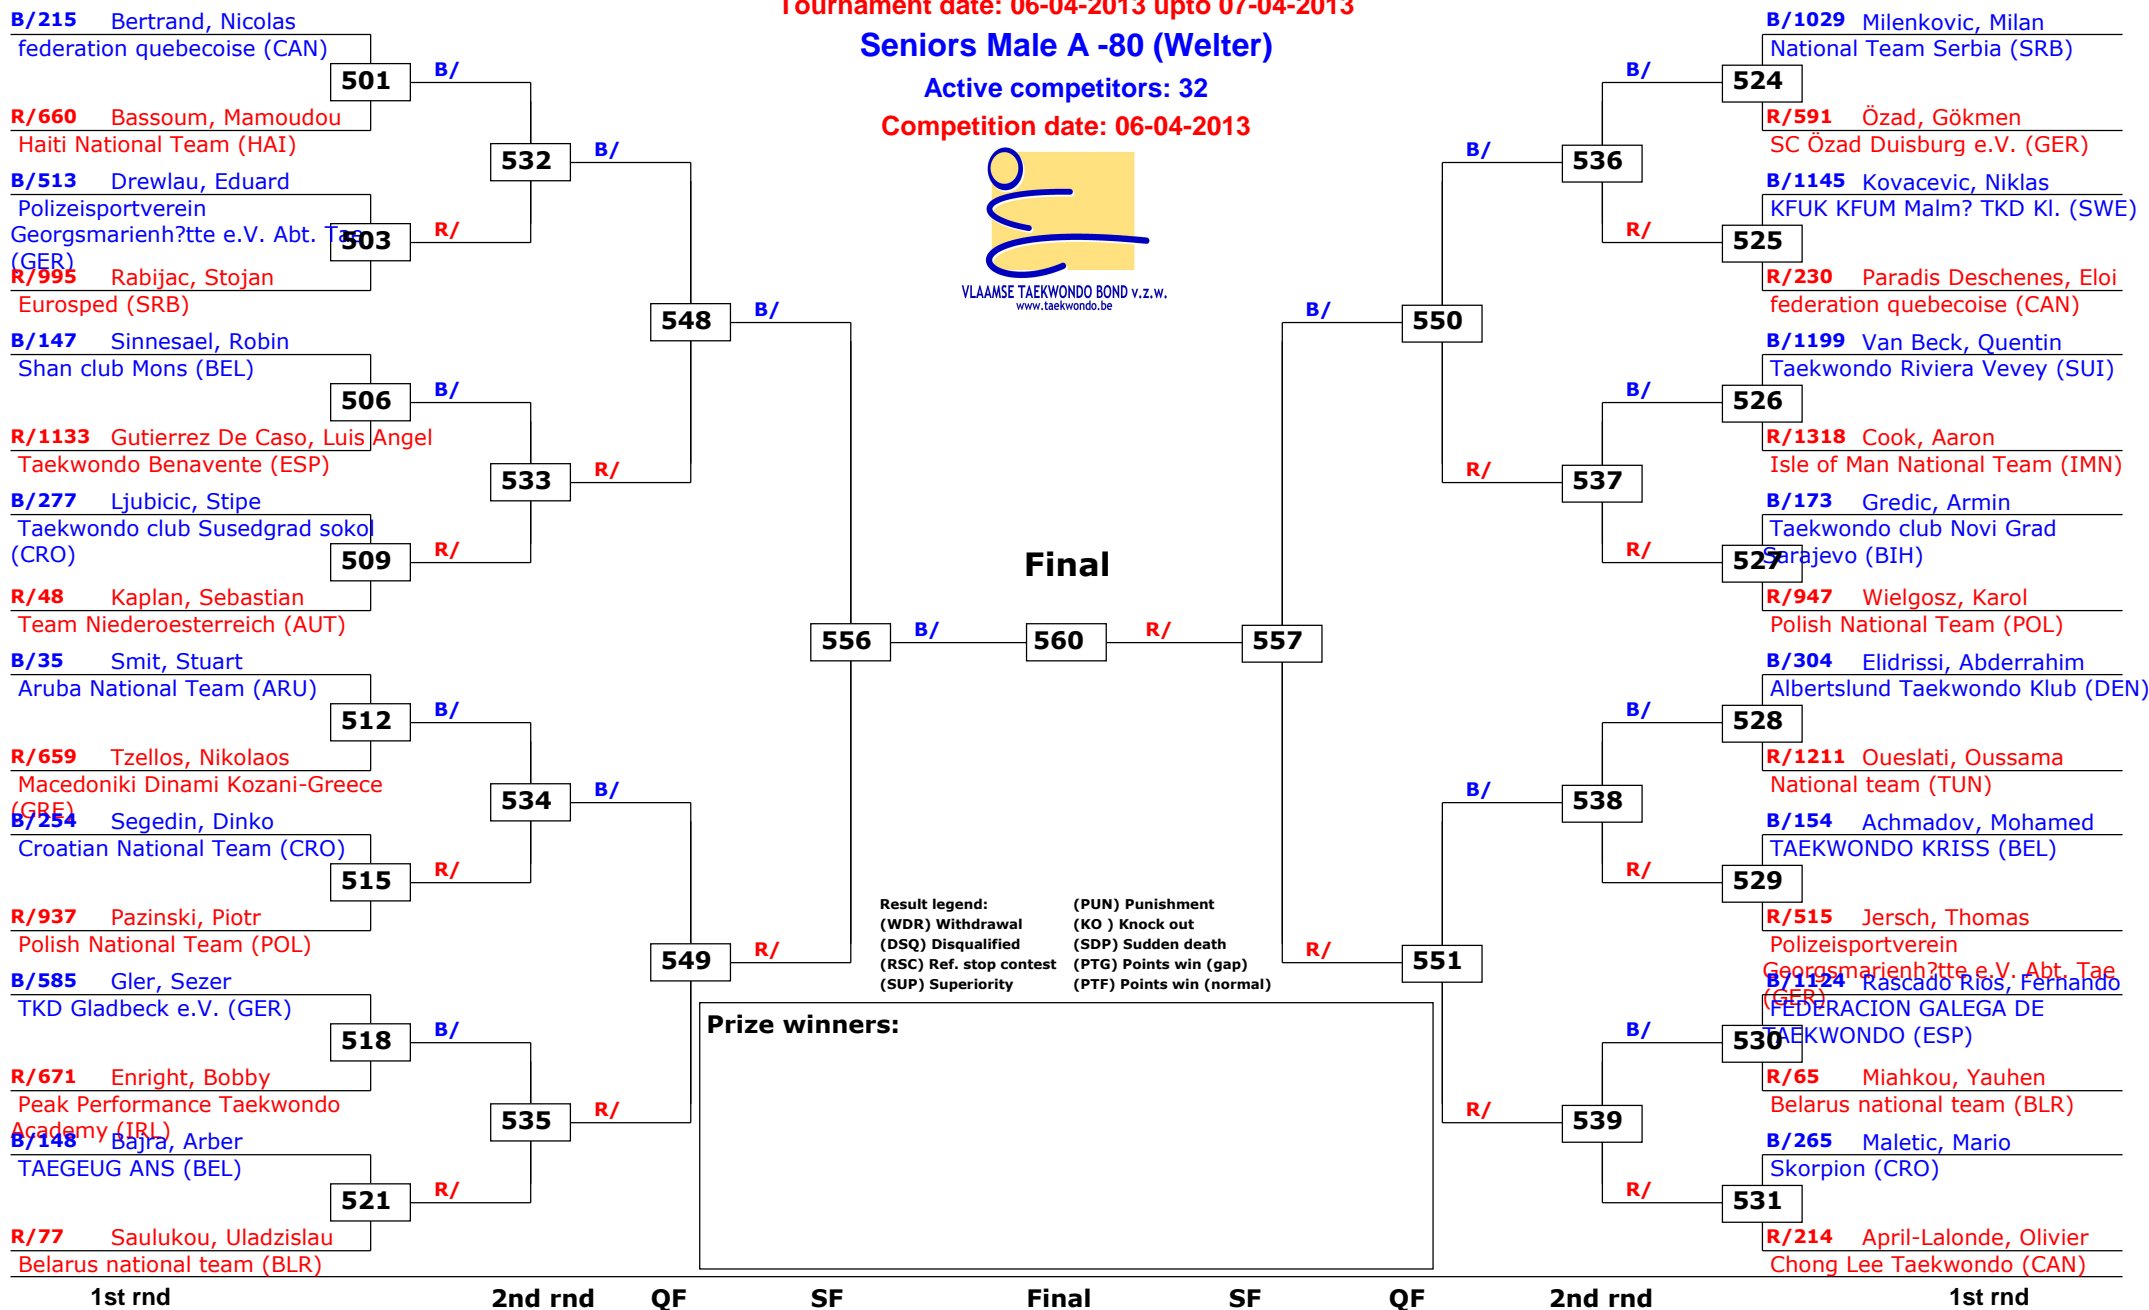 Tournament date: 06-04-2013 upto 07-04-2013
Seniors Male A -80 (Welter)
Active competitors: 32
Competition date: 06-04-2013
VLAAMSE TAEKWONDO BOND v.z.w.
www.taekwondo.be
B/215 Bertrand, Nicolas
federation quebecoise (CAN)
501 B/
R/660 Bassoum, Mamoudou
Haiti National Team (HAI)
532 B/
B/513 Drewlau, Eduard
Polizeisportverein
Georgsmarienh?tte e.V. Abt. Tae
(GER)
503 R/
R/995 Rabijac, Stojan
Eurosped (SRB)
548 B/
B/147 Sinnesael, Robin
Shan club Mons (BEL)
506 B/
R/1133 Gutierrez De Caso, Luis Angel
Taekwondo Benavente (ESP)
533 R/
B/277 Ljubicic, Stipe
Taekwondo club Susedgrad sokol
(CRO)
509 R/
R/48 Kaplan, Sebastian
Team Niederoesterreich (AUT)
556 B/
B/35 Smit, Stuart
Aruba National Team (ARU)
512 B/
R/659 Tzellos, Nikolaos
Macedoniki Dinami Kozani-Greece
(GRE)
534 B/
B/254 Segedin, Dinko
Croatian National Team (CRO)
515 R/
R/937 Pazinski, Piotr
Polish National Team (POL)
549 R/
B/585 Gler, Sezer
TKD Gladbeck e.V. (GER)
518 B/
R/671 Enright, Bobby
Peak Performance Taekwondo
Academy (IRL)
535 R/
B/148 Bajra, Arber
TAEGEUG ANS (BEL)
521 R/
R/77 Saulukou, Uladzislau
Belarus national team (BLR)
Final
560
R/ 557
B/1029 Milenkovic, Milan
National Team Serbia (SRB)
B/ 524
R/591 Özad, Gökmen
SC Özad Duisburg e.V. (GER)
B/ 536
B/1145 Kovacevic, Niklas
KFUK KFUM Malm? TKD Kl. (SWE)
R/ 525
R/230 Paradis Deschenes, Eloi
federation quebecoise (CAN)
B/ 550
B/1199 Van Beck, Quentin
Taekwondo Riviera Vevey (SUI)
B/ 526
R/1318 Cook, Aaron
Isle of Man National Team (IMN)
R/ 537
B/173 Gredic, Armin
Taekwondo club Novi Grad
Sarajevo (BIH)
R/ 527
R/947 Wielgosz, Karol
Polish National Team (POL)
B/304 Elidrissi, Abderrahim
Albertslund Taekwondo Klub (DEN)
B/ 528
R/1211 Oueslati, Oussama
National team (TUN)
B/ 538
B/154 Achmadov, Mohamed
TAEKWONDO KRISS (BEL)
R/ 529
R/515 Jersch, Thomas
Polizeisportverein
Georgsmarienh?tte e.V. Abt. Tae
(GER)
R/ 551
B/1124 Rascado Rios, Fernando
FEDERACION GALEGA DE
TAEKWONDO (ESP)
B/ 530
R/65 Miahkou, Yauhen
Belarus national team (BLR)
R/ 539
B/265 Maletic, Mario
Skorpion (CRO)
R/ 531
R/214 April-Lalonde, Olivier
Chong Lee Taekwondo (CAN)
Result legend: (PUN) Punishment
(WDR) Withdrawal (KO ) Knock out
(DSQ) Disqualified (SDP) Sudden death
(RSC) Ref. stop contest (PTG) Points win (gap)
(SUP) Superiority (PTF) Points win (normal)
Prize winners:
1st rnd 2nd rnd QF SF Final SF QF 2nd rnd 1st rnd